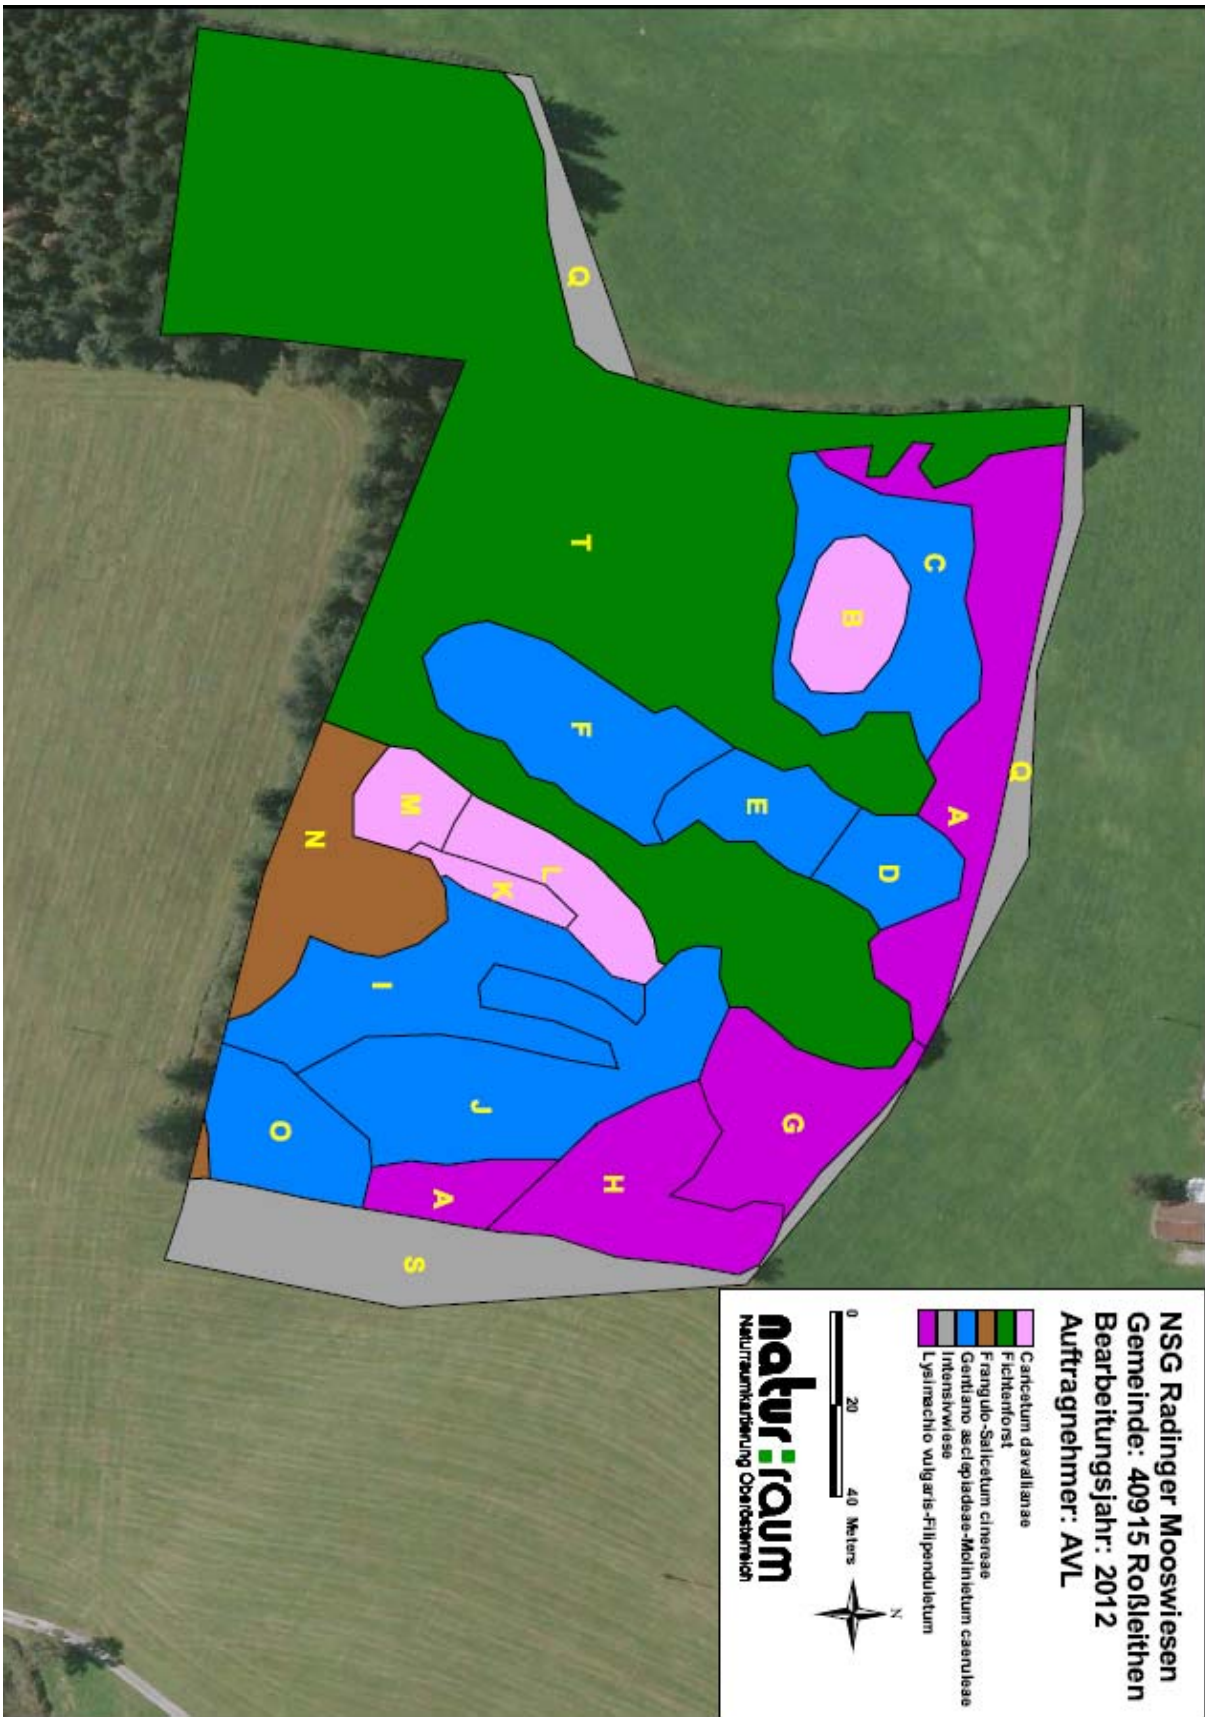 NSG Radinger Mooswiesen
Gemeinde: 40915 Roßleithen
Bearbeitungsjahr: 2012
Auftragnehmer: AVL
Caricetum davallianae
Fichtenforst
Frangulo-Salicetum cinereae
Gentiano asclepiadeae-Molinietum caeruleae
Intensivwiese
Lysimachio vulgaris-Filipenduletum
0 20 40 Meters
N
natur:raum
Naturraumkartierung Oberösterreich
Q
T
C
B
Q
A
F
E
D
M
L
K
N
I
J
G
O
A
H
S